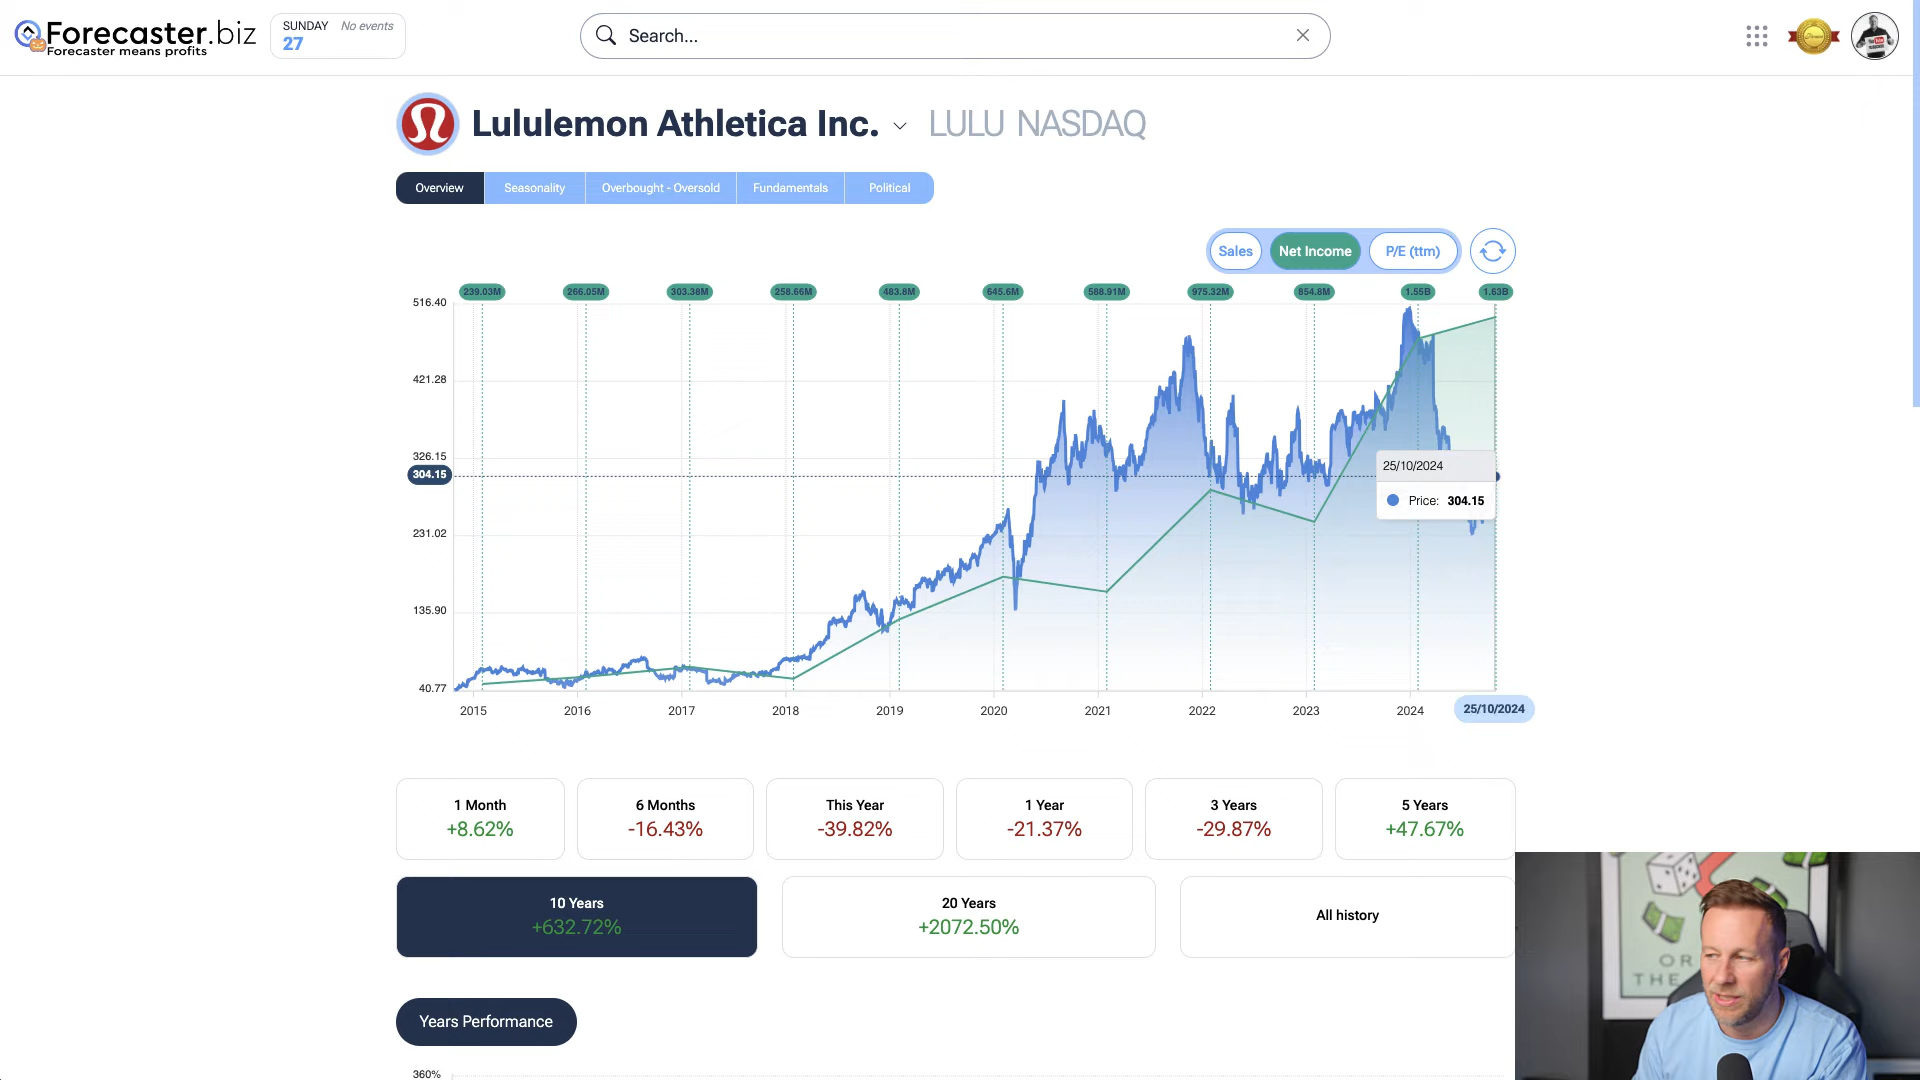 Forecaster.biz
Forecaster means profits
SUNDAY No events
27
Search...
Lululemon Athletica Inc. LULU NASDAQ
Overview Seasonality Overbought - Oversold Fundamentals Political
Sales Net Income P/E (ttm)
239.03M 266.05M 303.38M 258.66M 483.8M 645.6M 588.91M 975.32M 854.8M 1.55B 1.63B
516.40
421.28
326.15
304.15
231.02
135.90
40.77
25/10/2024
Price: 304.15
2015 2016 2017 2018 2019 2020 2021 2022 2023 2024 25/10/2024
1 Month 6 Months This Year 1 Year 3 Years 5 Years
+8.62% -16.43% -39.82% -21.37% -29.87% +47.67%
10 Years 20 Years All history
+632.72% +2072.50%
Years Performance
360%
OR
THE